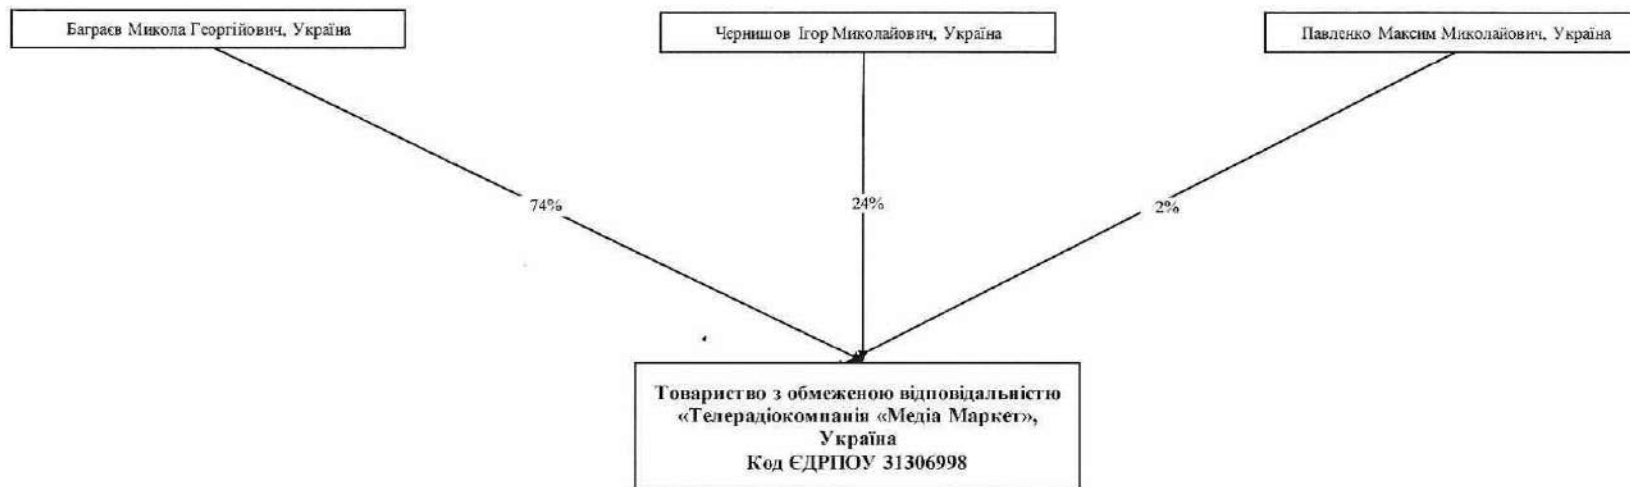 Баграєв Микола Георгійович, Україна
Чернишов Ігор Миколайович, Україна
Павленко Максим Миколайович, Україна
74%
24%
2%
Товариство з обмеженою відповідальністю
«Телерадіокомпанія «Медіа Маркет»,
Україна
Код ЄДРПОУ 31306998